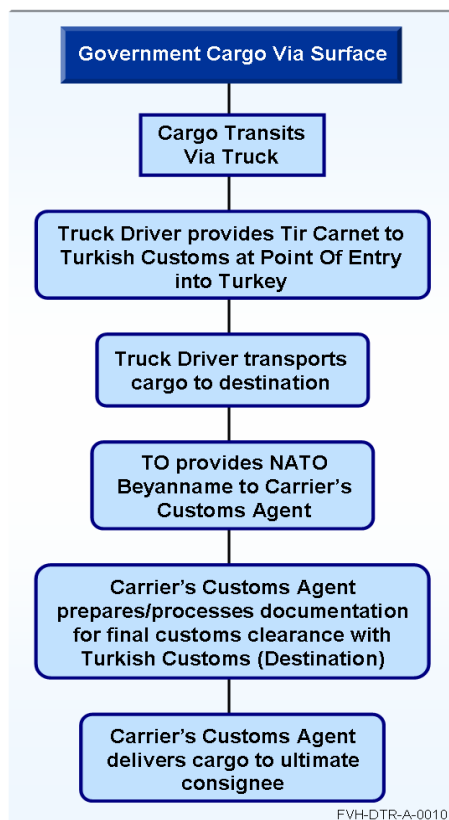 Government Cargo Via Surface
Cargo Transits
Via Truck
Truck Driver provides Tir Carnet to
Turkish Customs at Point Of Entry
into Turkey
Truck Driver transports
cargo to destination
TO provides NATO
Beyanname to Carrier’s
Customs Agent
Carrier’s Customs Agent
prepares/processes documentation
for final customs clearance with
Turkish Customs (Destination)
Carrier’s Customs Agent
delivers cargo to ultimate
consignee
FVH-DTR-A-0010